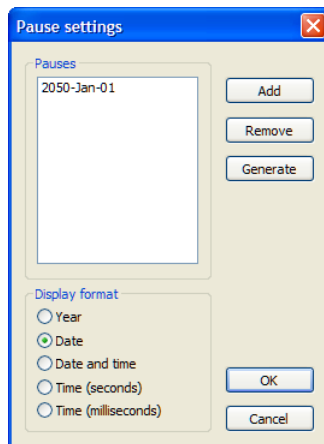 Pause settings
Pauses
2050-Jan-01
Add
Remove
Generate
Display format
Year
Date
Date and time
Time (seconds)
Time (milliseconds)
OK
Cancel